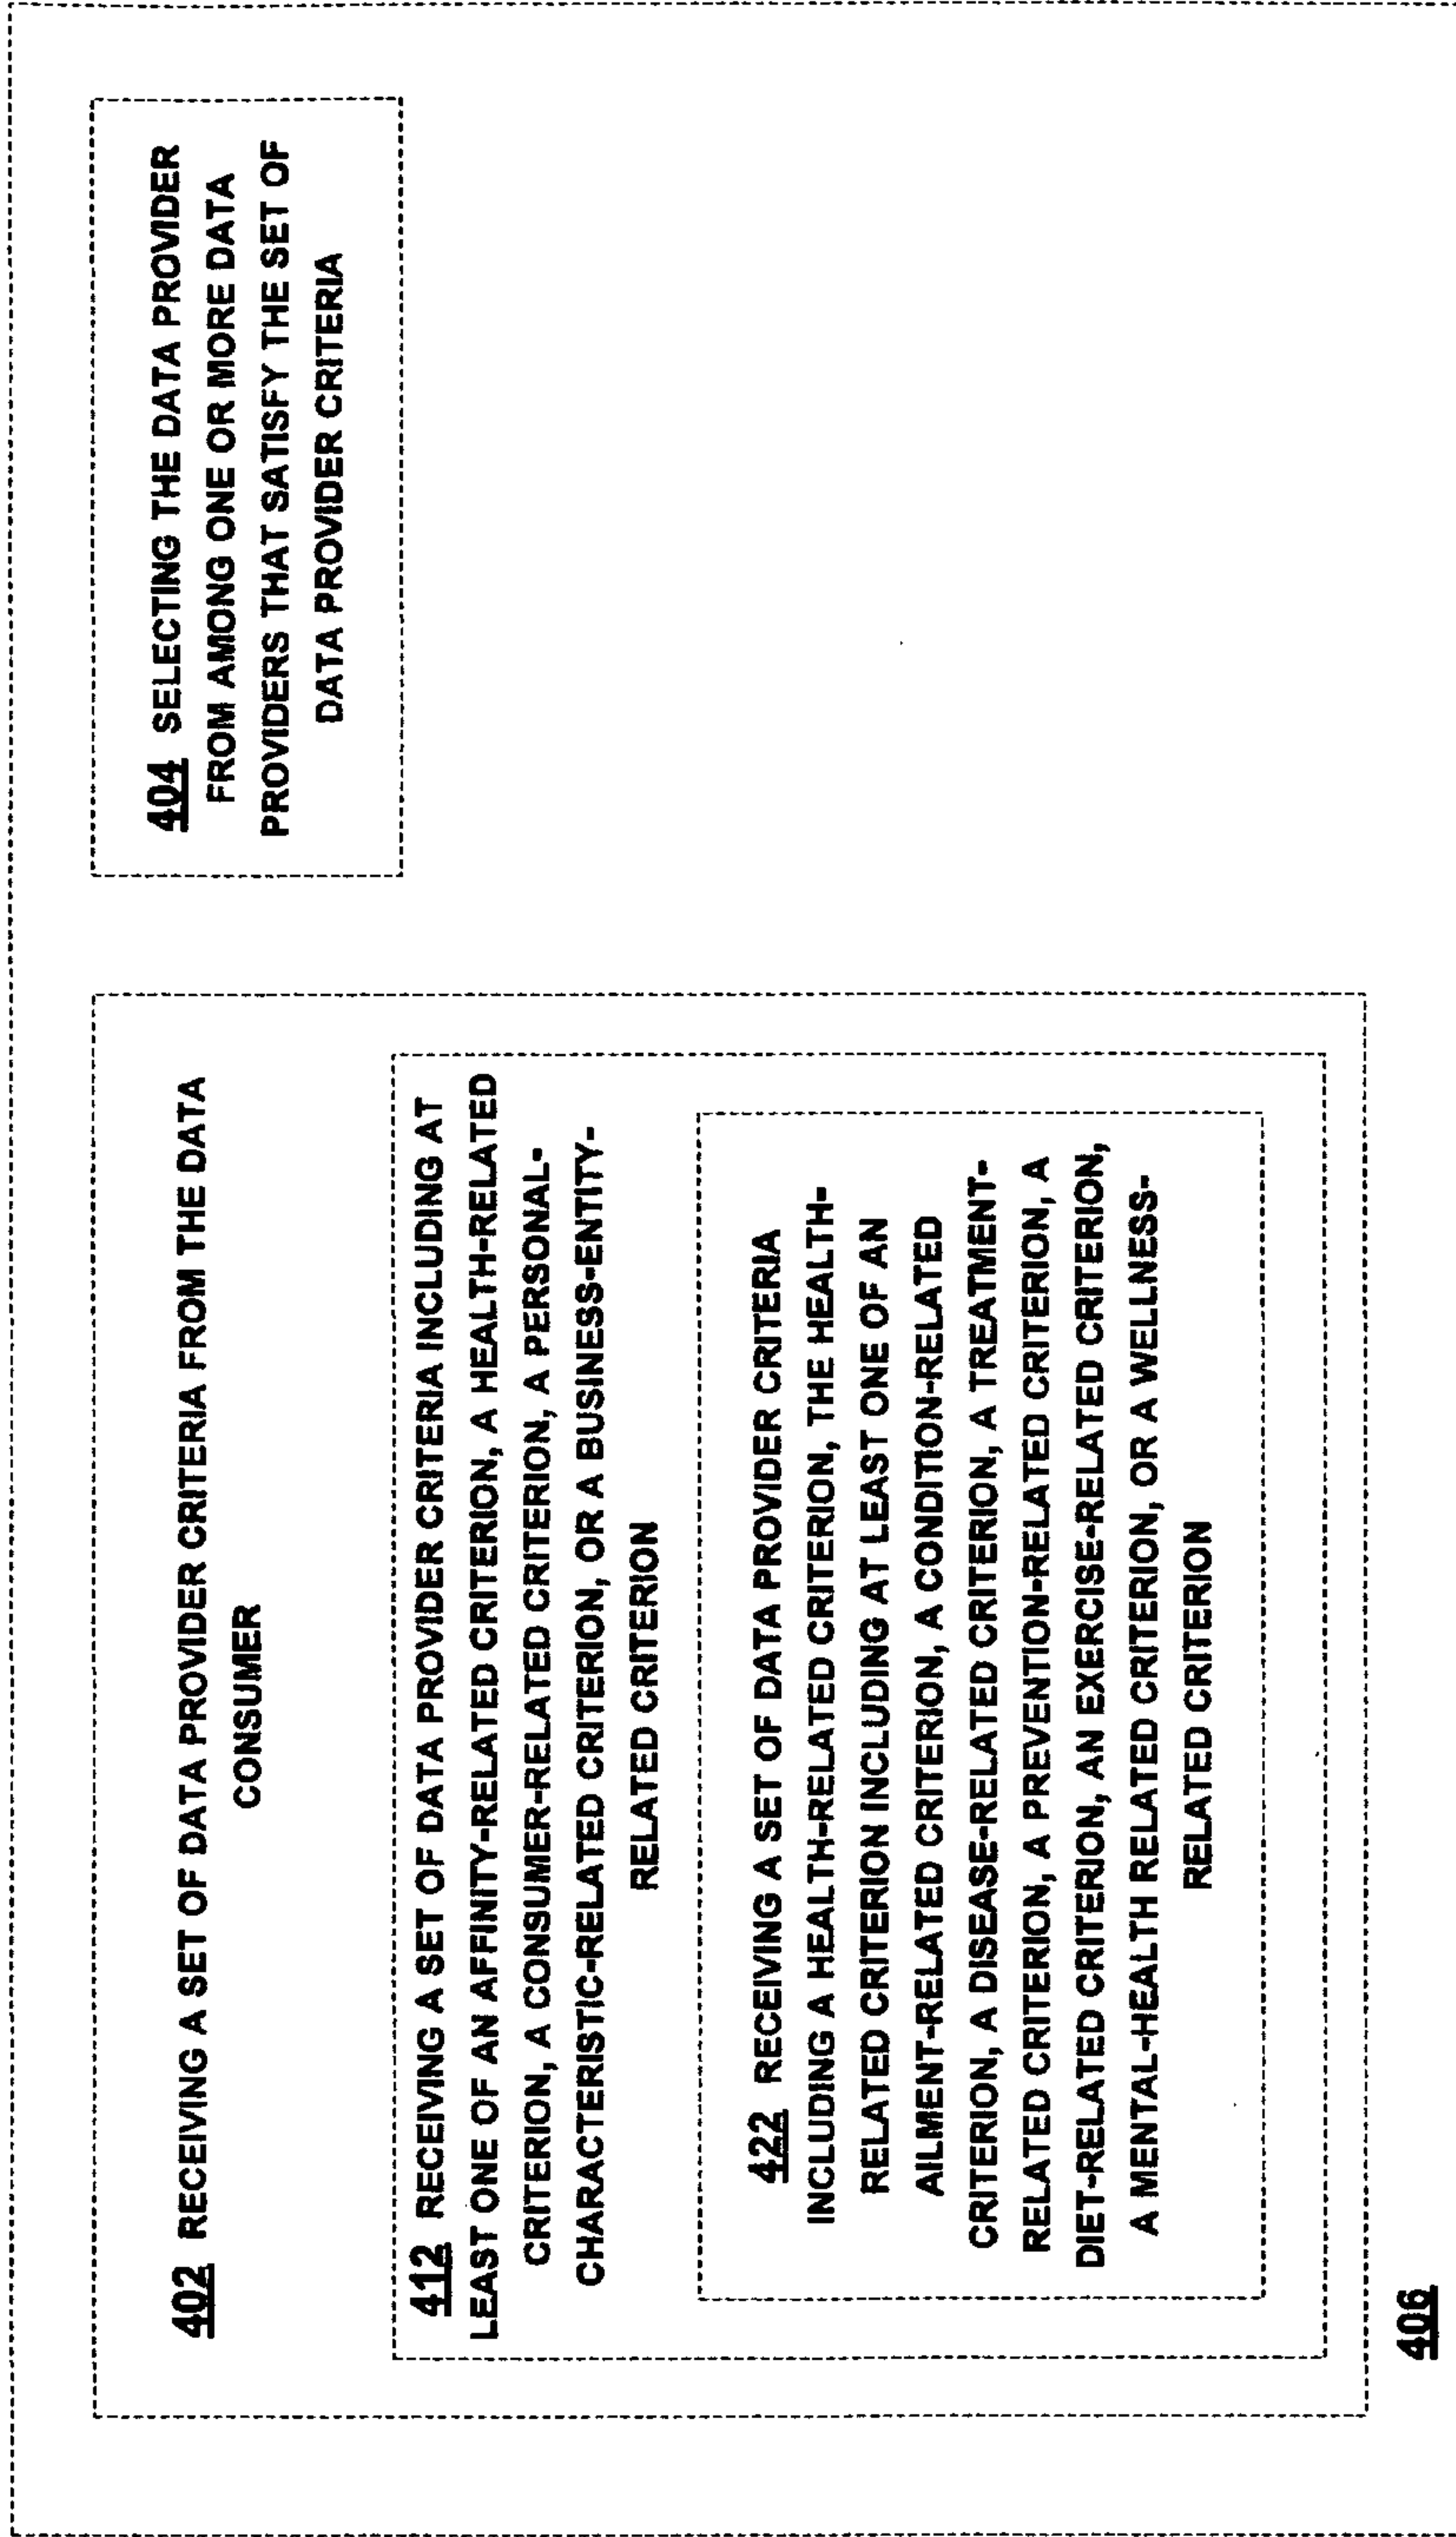 402 RECEIVING A SET OF DATA PROVIDER CRITERIA FROM THE DATA
CONSUMER
412 RECEIVING A SET OF DATA PROVIDER CRITERIA INCLUDING AT
LEAST ONE OF AN AFFINITY-RELATED CRITERION, A HEALTH-RELATED
CRITERION, A CONSUMER-RELATED CRITERION, A PERSONAL-
CHARACTERISTIC-RELATED CRITERION, OR A BUSINESS-ENTITY-
RELATED CRITERION
422 RECEIVING A SET OF DATA PROVIDER CRITERIA
INCLUDING A HEALTH-RELATED CRITERION, THE HEALTH-
RELATED CRITERION INCLUDING AT LEAST ONE OF AN
AILMENT-RELATED CRITERION, A CONDITION-RELATED
CRITERION, A DISEASE-RELATED CRITERION, A TREATMENT-
RELATED CRITERION, A PREVENTION-RELATED CRITERION, A
DIET-RELATED CRITERION, AN EXERCISE-RELATED CRITERION,
A MENTAL-HEALTH RELATED CRITERION, OR A WELLNESS-
RELATED CRITERION
404 SELECTING THE DATA PROVIDER
FROM AMONG ONE OR MORE DATA
PROVIDERS THAT SATISFY THE SET OF
DATA PROVIDER CRITERIA
406